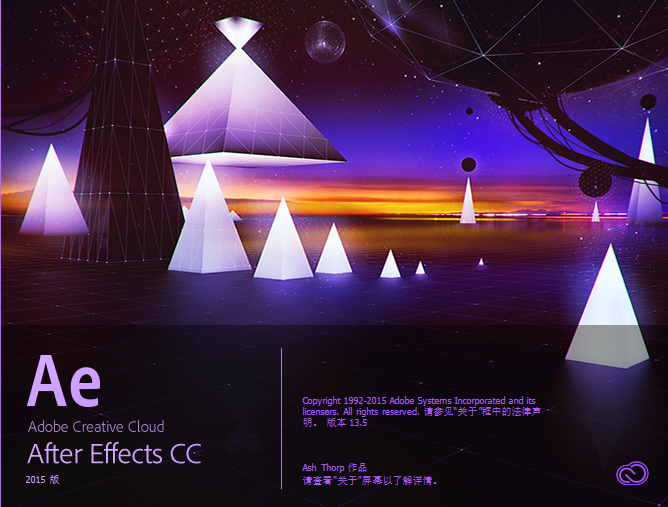 Ae
Adobe Creative Cloud
After Effects CC
2015 版
Copyright 1992-2015 Adobe Systems Incorporated and its
licensors. All rights reserved. 请参见“关于”框中的法律声
明。 版本 13.5
Ash Thorp 作品
请查看“关于”屏幕以了解详情。